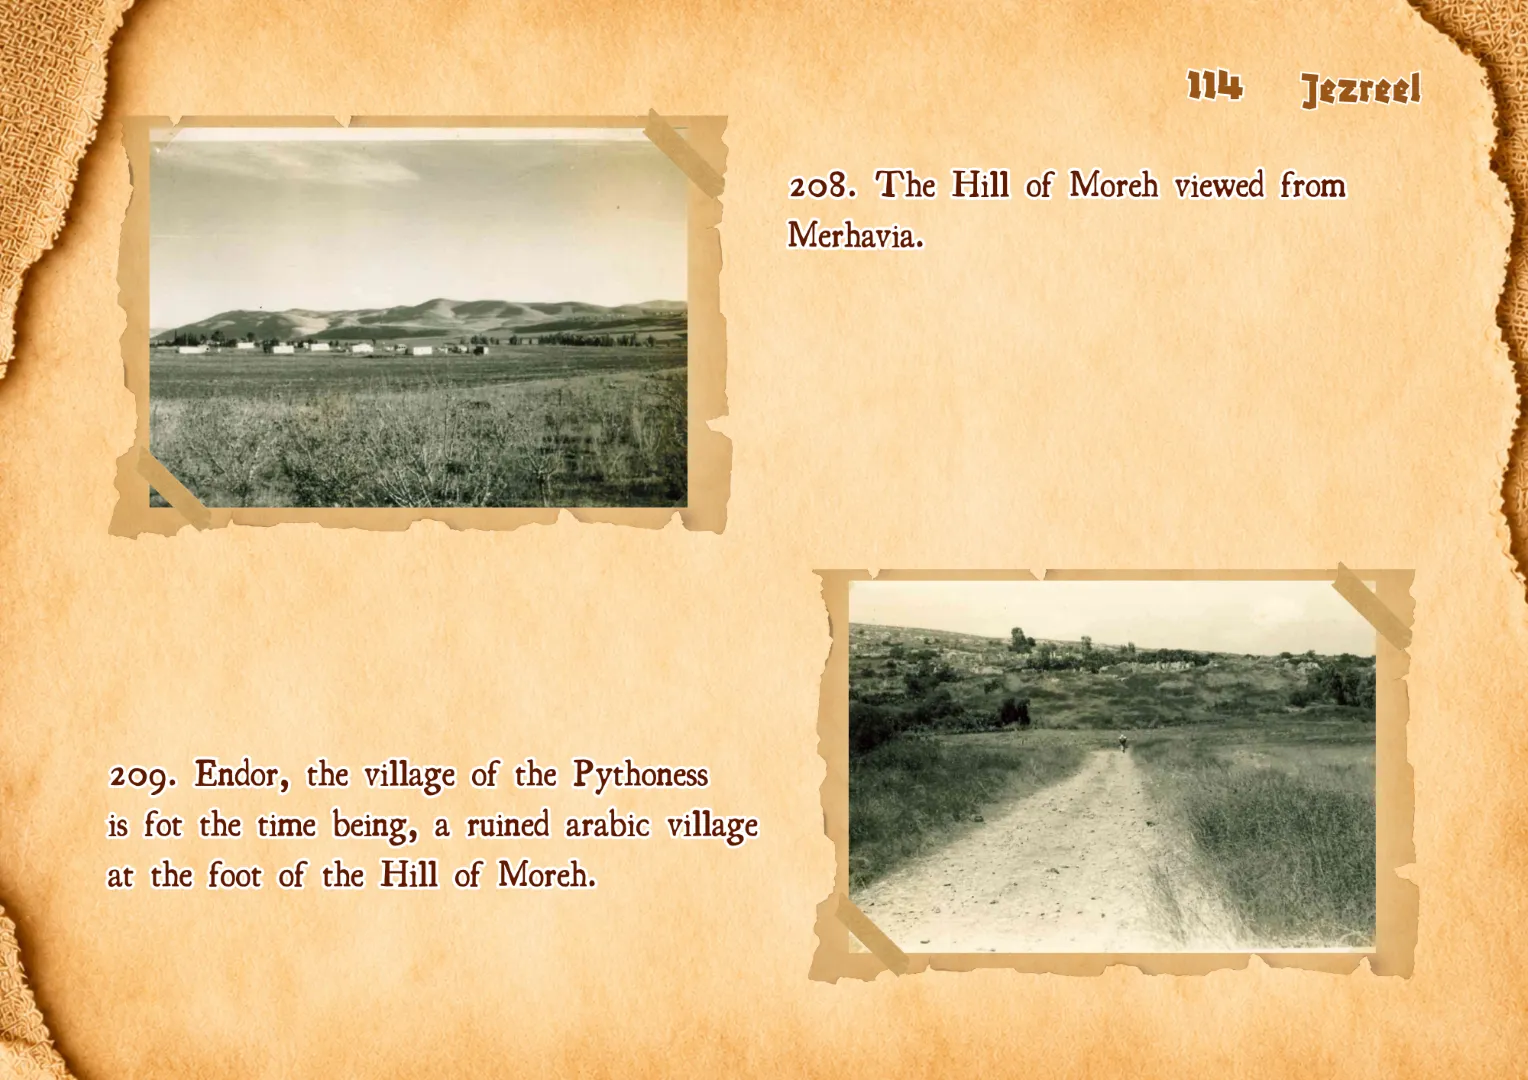 114 Jezreel
208. The Hill of Moreh viewed from
Merhavia.
209. Endor, the village of the Pythoness
is fot the time being, a ruined arabic village
at the foot of the Hill of Moreh.